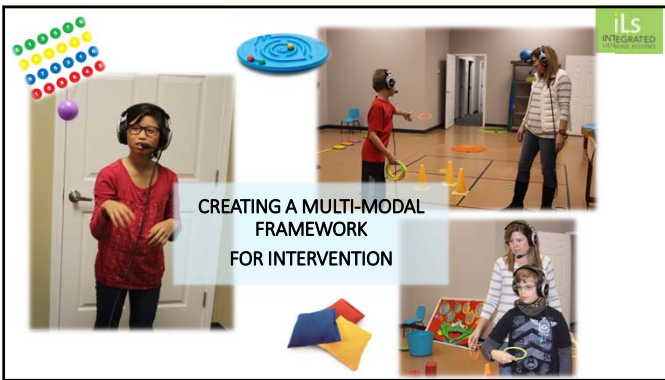 iLs
INTEGRATED
LISTENING SYSTEMS
CREATING A MULTI-MODAL
FRAMEWORK
FOR INTERVENTION